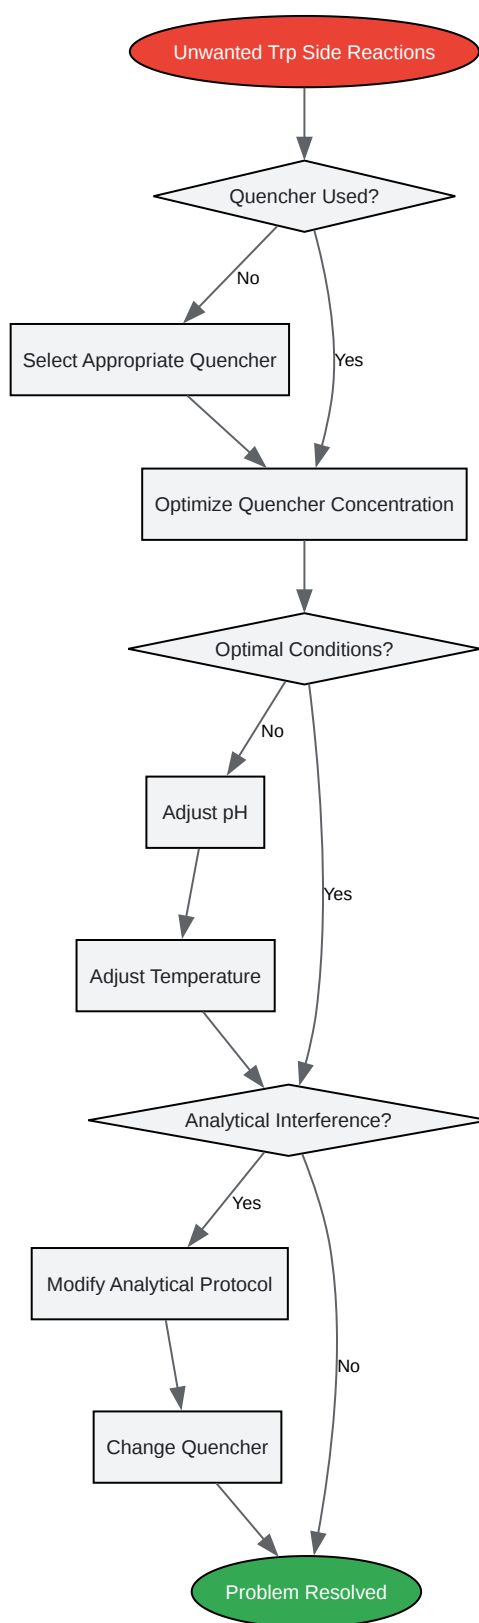 Unwanted Trp Side Reactions
Quencher Used?
No
Select Appropriate Quencher
Yes
Optimize Quencher Concentration
Optimal Conditions?
No
Adjust pH
Yes
Adjust Temperature
Analytical Interference?
Yes
Modify Analytical Protocol
No
Change Quencher
Problem Resolved